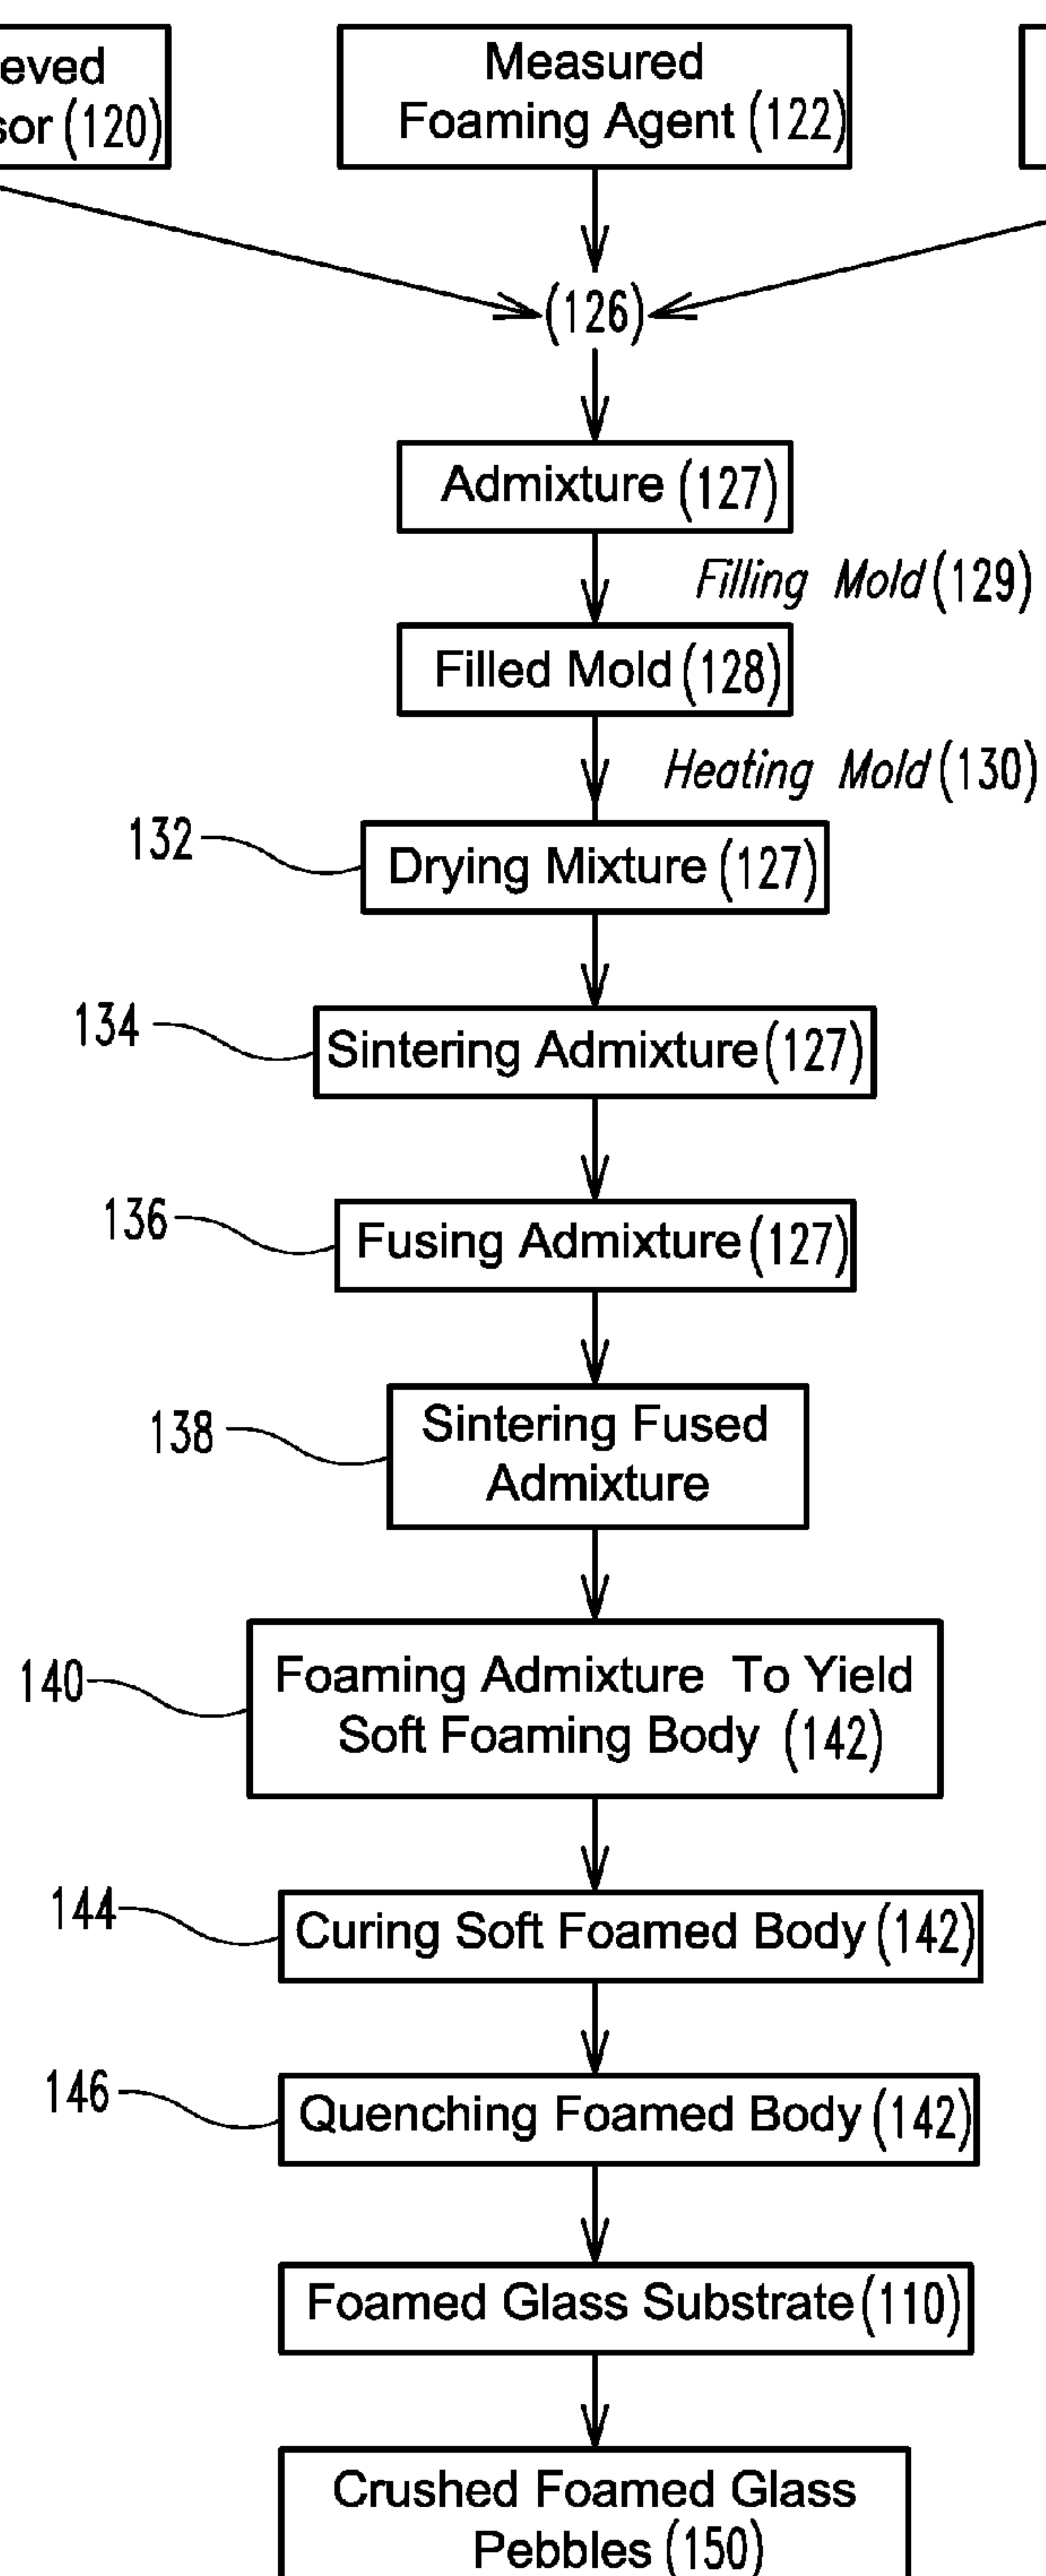 eved
sor (120)
Measured
Foaming Agent (122)
(126)
Admixture (127)
Filling Mold (129)
Filled Mold (128)
Heating Mold (130)
132
Drying Mixture (127)
134
Sintering Admixture (127)
136
Fusing Admixture (127)
138
Sintering Fused
Admixture
140
Foaming Admixture To Yield
Soft Foaming Body (142)
144
Curing Soft Foamed Body (142)
146
Quenching Foamed Body (142)
Foamed Glass Substrate (110)
Crushed Foamed Glass
Pebbles (150)